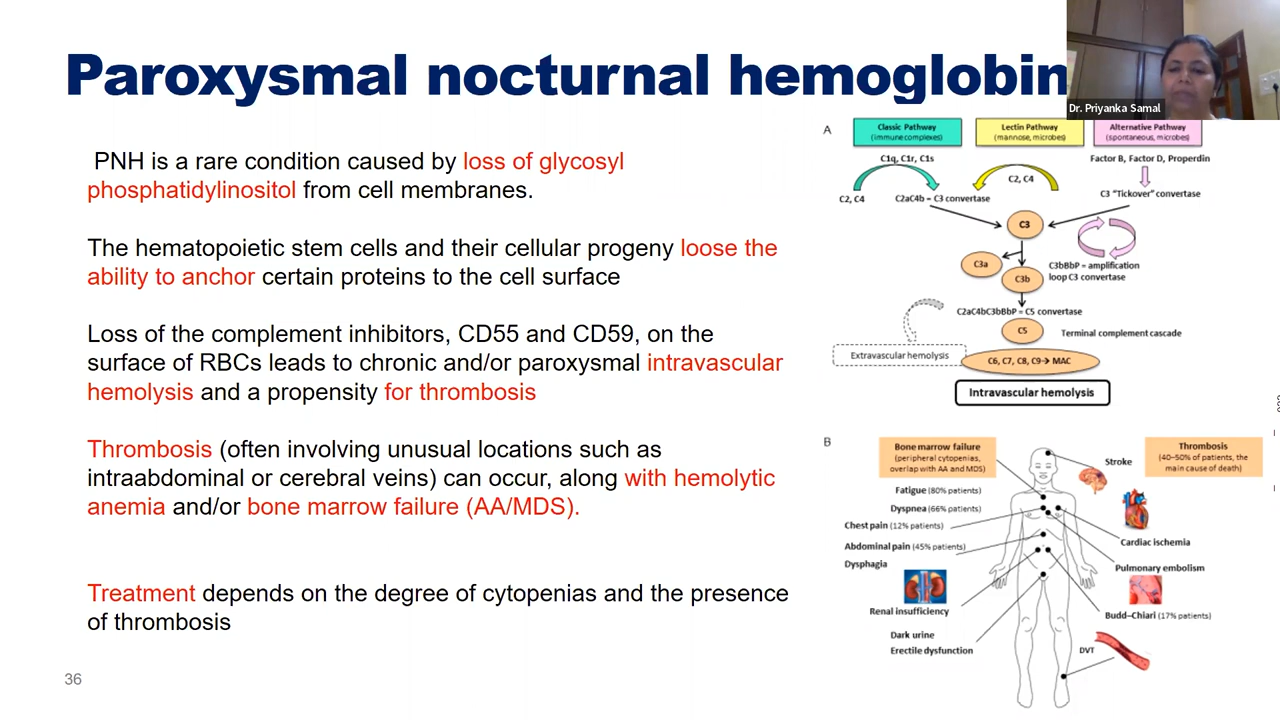 Paroxysmal nocturnal hemoglobin
Dr. Priyanka Samal
PNH is a rare condition caused by loss of glycosyl
phosphatidylinositol from cell membranes.
The hematopoietic stem cells and their cellular progeny loose the
ability to anchor certain proteins to the cell surface
Loss of the complement inhibitors, CD55 and CD59, on the
surface of RBCs leads to chronic and/or paroxysmal intravascular
hemolysis and a propensity for thrombosis
Thrombosis (often involving unusual locations such as
intraabdominal or cerebral veins) can occur, along with hemolytic
anemia and/or bone marrow failure (AA/MDS).
Treatment depends on the degree of cytopenias and the presence
of thrombosis
36
A
Classic Pathway
(immune complexes)
Lectin Pathway
(mannose, microbes)
Alternative Pathway
(spontaneous, microbes)
C1q, C1r, C1s
Factor B, Factor D, Properdin
C2, C4
C2, C4
C2aC4b = C3 convertase
C3 "Tickover" convertase
C3
C3a
C3b
C3bBbP = amplification
loop C3 convertase
C2aC4bC3bBbP = C5 convertase
C5
Terminal complement cascade
Extravascular hemolysis
C6, C7, C8, C9→ MAC
Intravascular hemolysis
B
Bone marrow failure
(peripheral cytopenias,
overlap with AA and MDS)
Thrombosis
(40–50% of patients, the
main cause of death)
Stroke
Fatigue (80% patients)
Dyspnea (66% patients)
Chest pain (12% patients)
Cardiac ischemia
Abdominal pain (45% patients)
Dysphagia
Pulmonary embolism
Renal insufficiency
Budd–Chiari (17% patients)
Dark urine
Erectile dysfunction
DVT